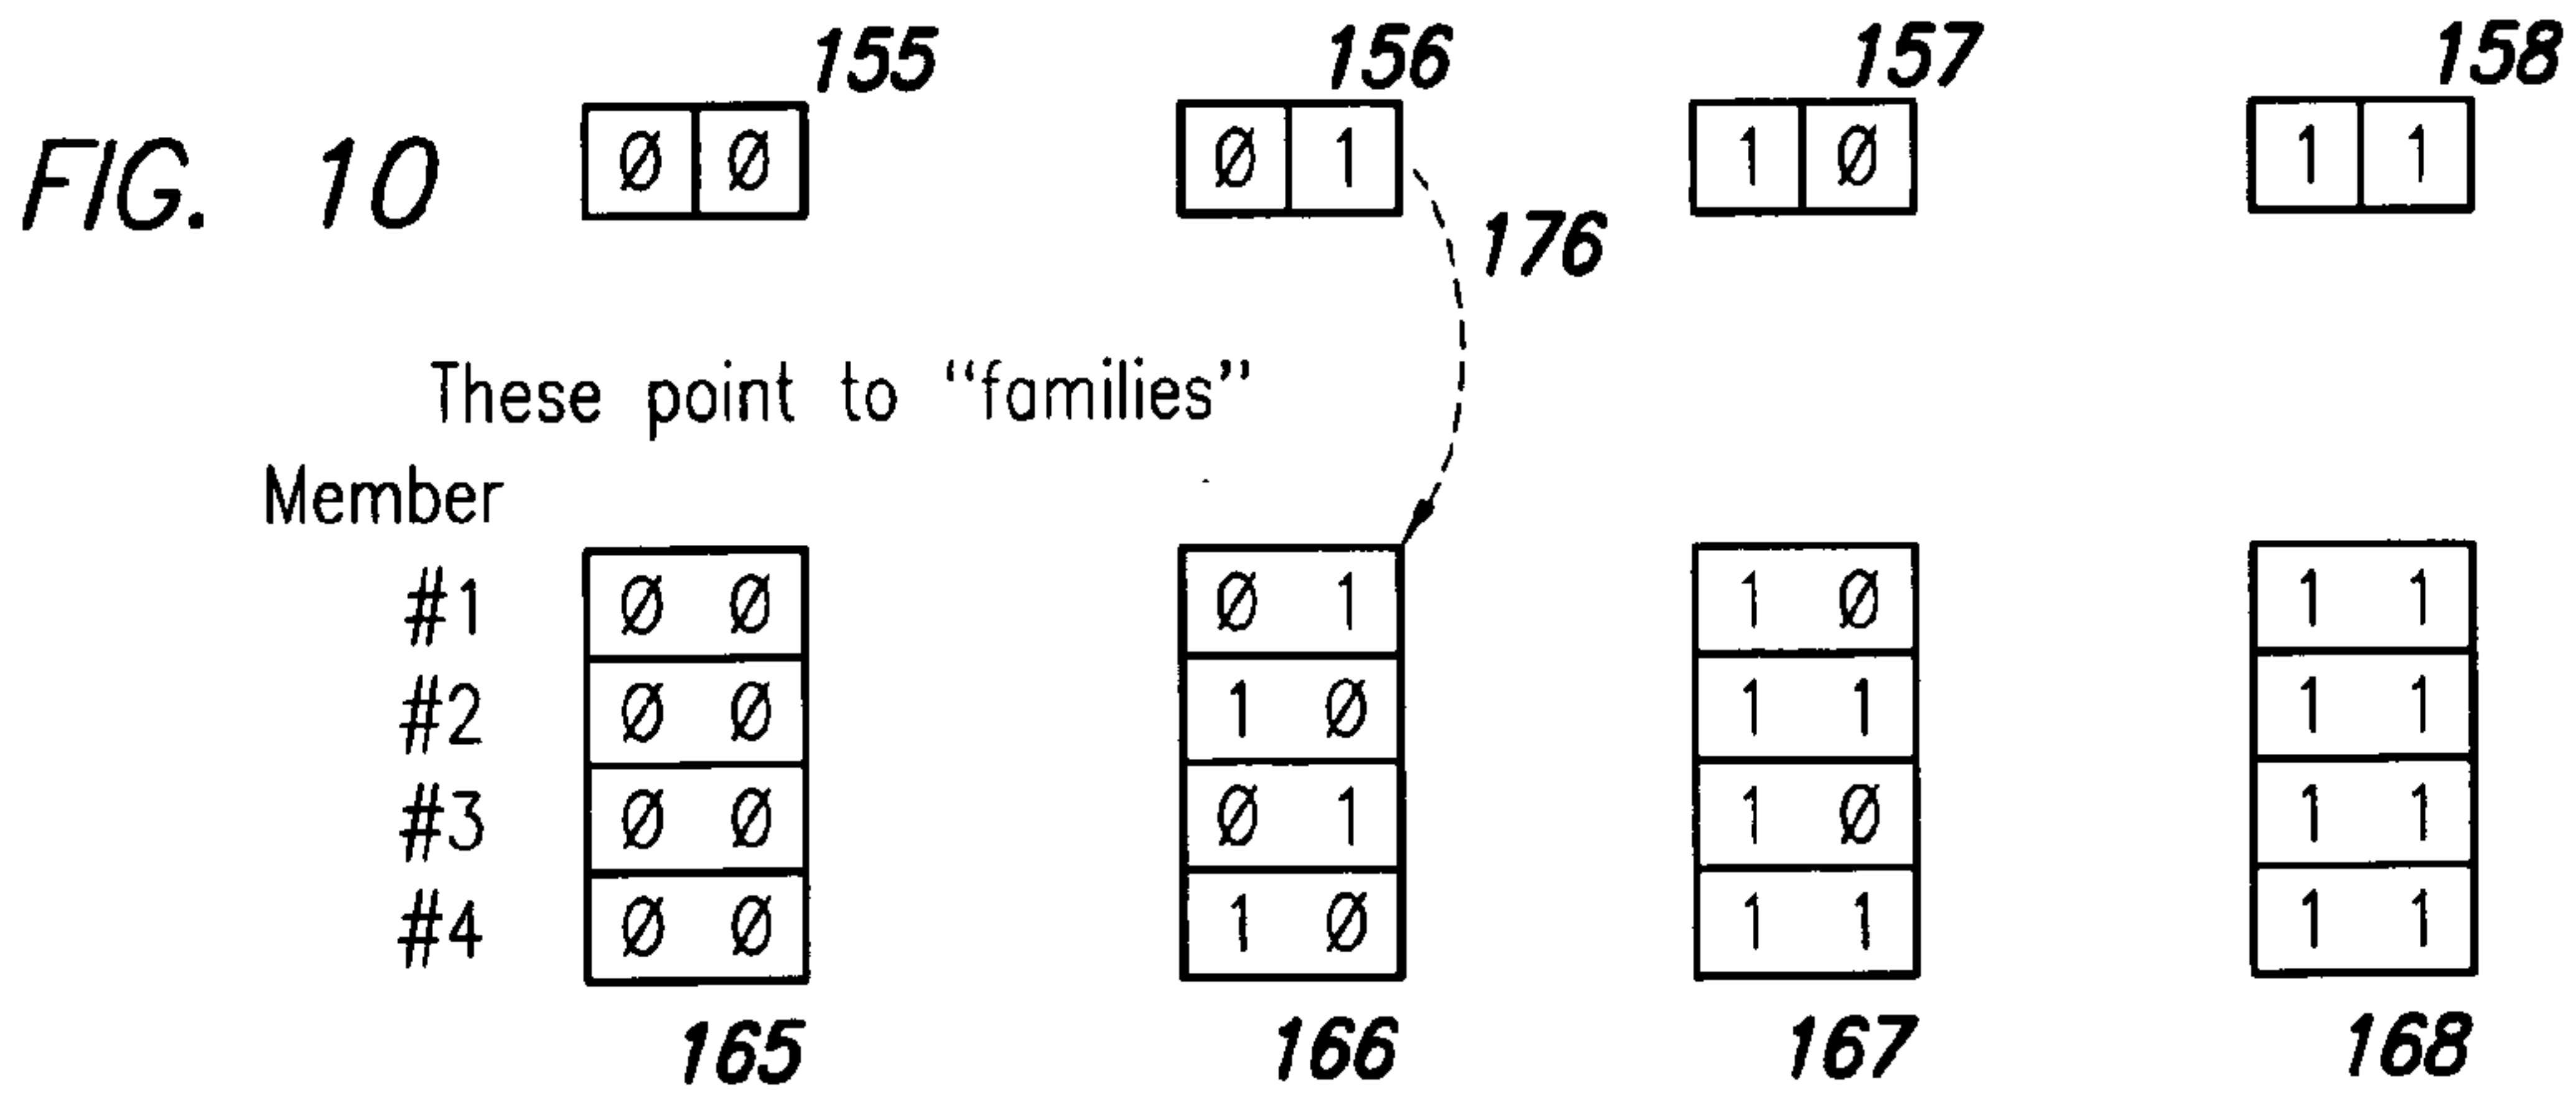 155 156 157 158
FIG. 10 Ø Ø Ø 1 1 Ø 1 1
176
These point to “families”
Member
#1 Ø Ø Ø 1 1 Ø 1 1
#2 Ø Ø 1 Ø 1 1 1 1
#3 Ø Ø Ø 1 1 Ø 1 1
#4 Ø Ø 1 Ø 1 1 1 1
165 166 167 168